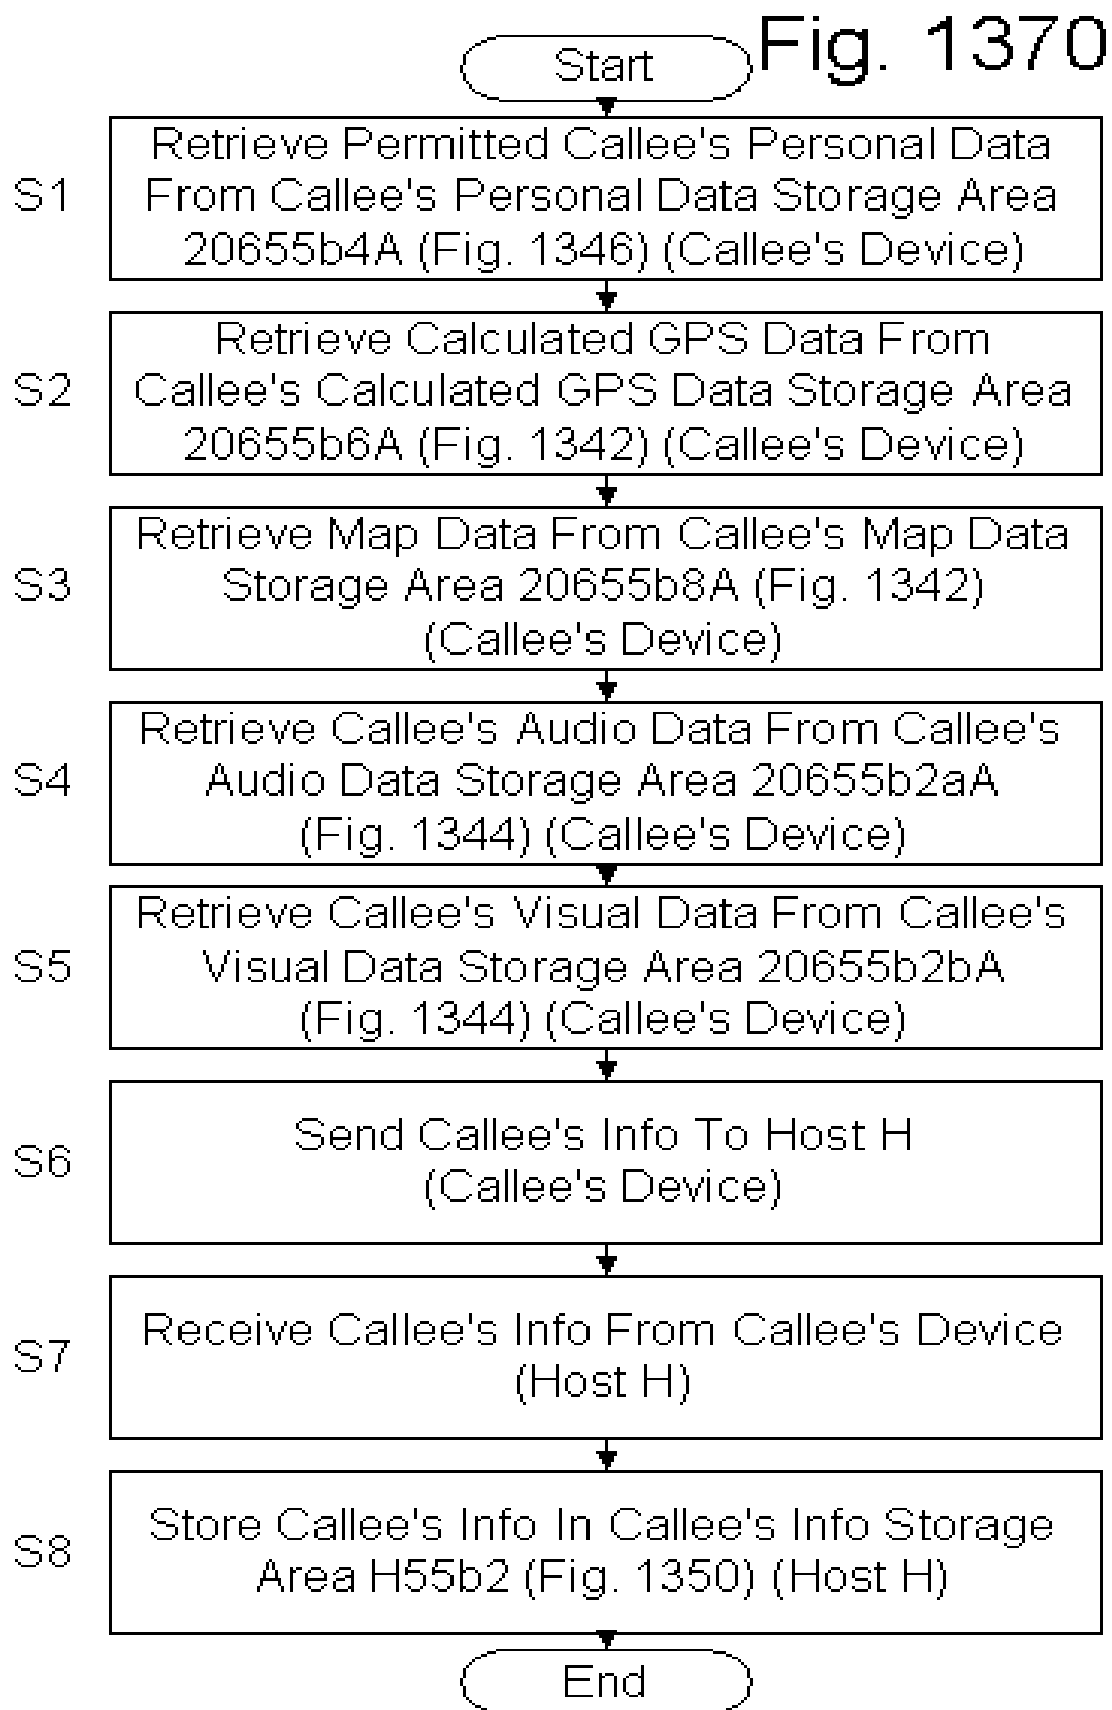 Fig. 1370
Start
S1
Retrieve Permitted Callee's Personal Data
From Callee's Personal Data Storage Area
20655b4A (Fig. 1346) (Callee's Device)
S2
Retrieve Calculated GPS Data From
Callee's Calculated GPS Data Storage Area
20655b6A (Fig. 1342) (Callee's Device)
S3
Retrieve Map Data From Callee's Map Data
Storage Area 20655b8A (Fig. 1342)
(Callee's Device)
S4
Retrieve Callee's Audio Data From Callee's
Audio Data Storage Area 20655b2aA
(Fig. 1344) (Callee's Device)
S5
Retrieve Callee's Visual Data From Callee's
Visual Data Storage Area 20655b2bA
(Fig. 1344) (Callee's Device)
S6
Send Callee's Info To Host H
(Callee's Device)
S7
Receive Callee's Info From Callee's Device
(Host H)
S8
Store Callee's Info In Callee's Info Storage
Area H55b2 (Fig. 1350) (Host H)
End